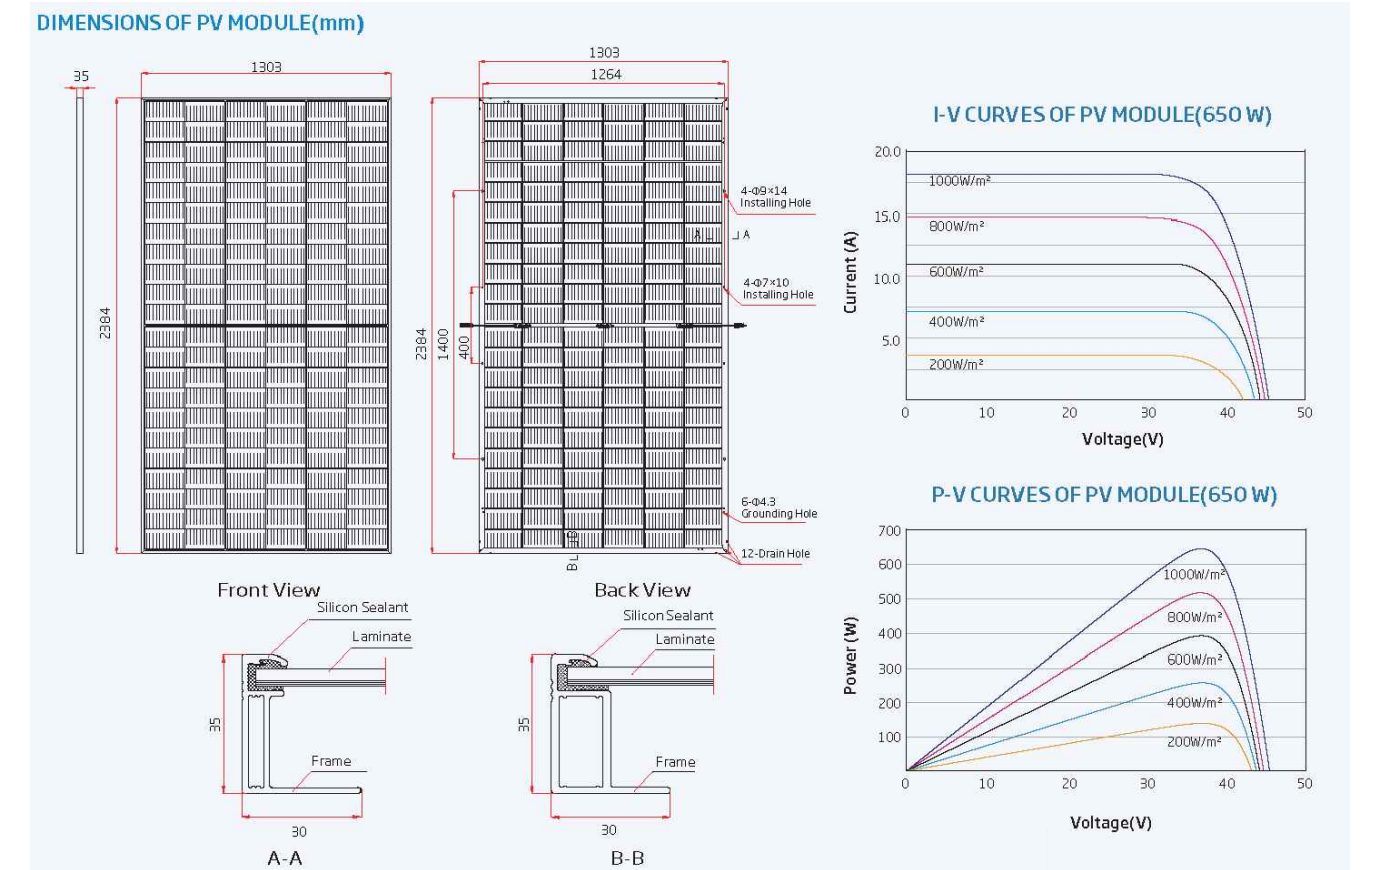 DIMENSIONS OF PV MODULE(mm)
35
1303
2384
Front View
1303
1264
2384
1400
400
4-Φ9×14
Installing Hole
A
A
4-Φ7×10
Installing Hole
6-Φ4.3
Grounding Hole
12-Drain Hole
B
B
Back View
Silicon Sealant
Laminate
35
Frame
30
A-A
Silicon Sealant
Laminate
35
Frame
30
B-B
I-V CURVES OF PV MODULE(650 W)
20.0
15.0
10.0
5.0
Current (A)
1000W/m²
800W/m²
600W/m²
400W/m²
200W/m²
0 10 20 30 40 50
Voltage(V)
P-V CURVES OF PV MODULE(650 W)
700
600
500
400
300
200
100
Power (W)
1000W/m²
800W/m²
600W/m²
400W/m²
200W/m²
0 10 20 30 40 50
Voltage(V)